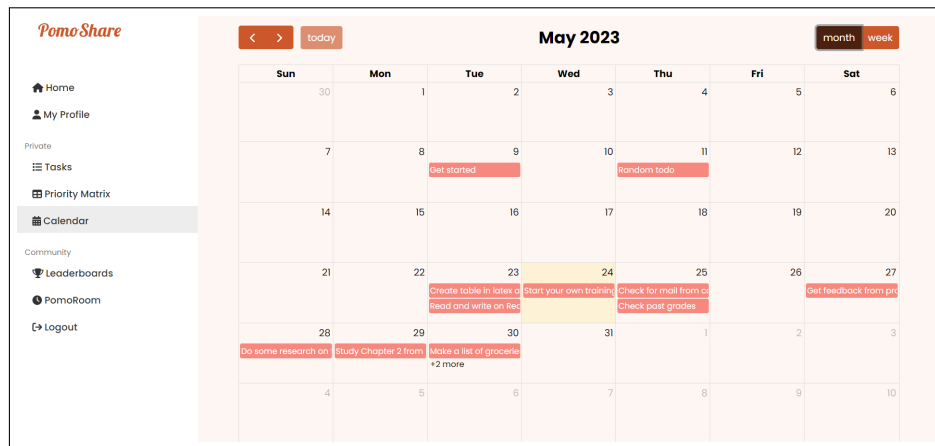 PomoShare
Home
My Profile
Private
Tasks
Priority Matrix
Calendar
Community
Leaderboards
PomoRoom
Logout
today
May 2023
month week
Sun Mon Tue Wed Thu Fri Sat
30 1 2 3 4 5 6
7 8 9 10 11 12 13
Get started Random todo
14 15 16 17 18 19 20
21 22 23 24 25 26 27
Create table in latex Start your own training Check for mail from Get feedback from
Read and write on Check past grades
28 29 30 31 1 2 3
Do some research on Study Chapter 2 from Make a list of
+2 more
4 5 6 7 8 9 10